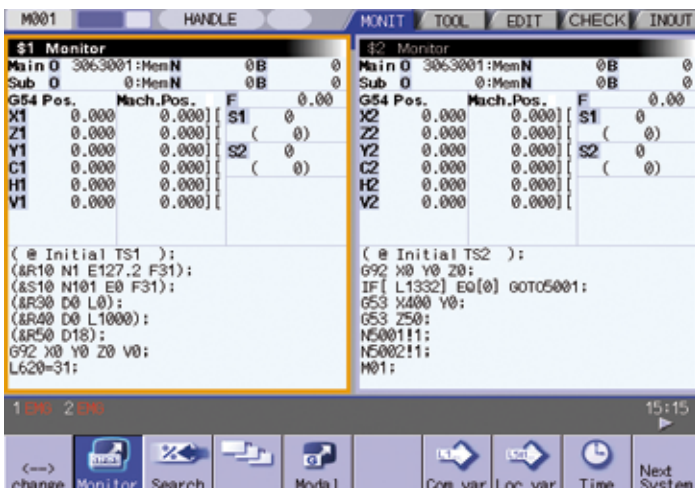 M001 HANDLE MONIT TOOL EDIT CHECK INOUT
$1 Monitor
Main O 3063001:Mem N 0 B 0
Sub O 0:Mem N 0 B 0
G54 Pos. Mach.Pos. F 0.00
X1 0.000 0.000][ S1 0
Z1 0.000 0.000][ ( 0)
Y1 0.000 0.000][ S2 0
C1 0.000 0.000][ ( 0)
H1 0.000 0.000][
V1 0.000 0.000][
( @ Initial TS1 );
(&R10 N1 E127.2 F31);
(&S10 N101 E0 F31);
(&R30 D0 L0);
(&R40 D0 L1000);
(&R50 D18);
G92 X0 Y0 Z0 V0;
L620=31;
$2 Monitor
Main O 3063001:Mem N 0 B 0
Sub O 0:Mem N 0 B 0
G54 Pos. Mach.Pos. F 0.00
X2 0.000 0.000][ S1 0
Z2 0.000 0.000][ ( 0)
Y2 0.000 0.000][ S2 0
C2 0.000 0.000][ ( 0)
H2 0.000 0.000][
V2 0.000 0.000][
( @ Initial TS2 );
G92 X0 Y0 Z0;
IF[ L1332] EQ[0] GOTO5001;
G53 X400 Y0;
G53 Z50;
N5001!1;
N5002!1;
M01;
1 EMG 2 EMG 15:15
<-->
change Monitor Search Modal Com var Loc var Time Next
System